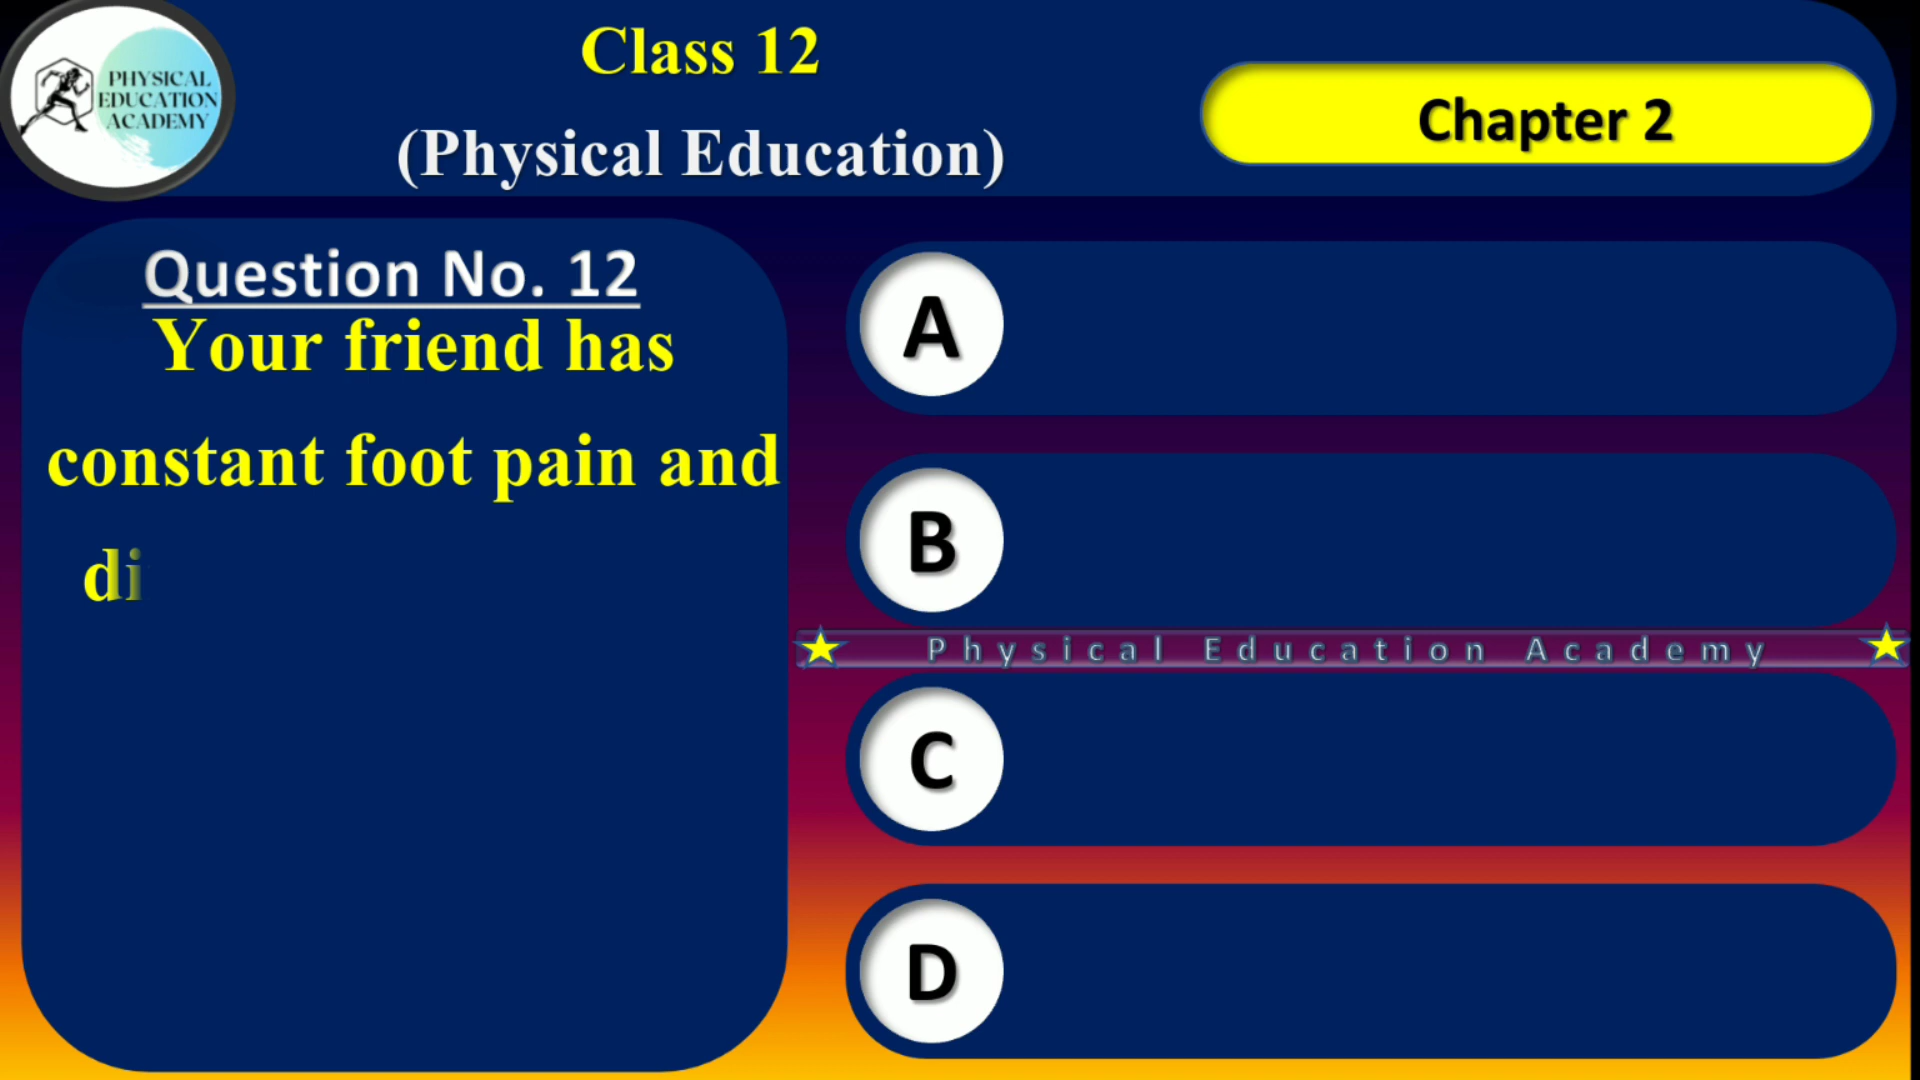 PHYSICAL
EDUCATION
ACADEMY
Class 12
(Physical Education)
Chapter 2
Question No. 12
Your friend has
constant foot pain and
di
A
B
Physical Education Academy
C
D